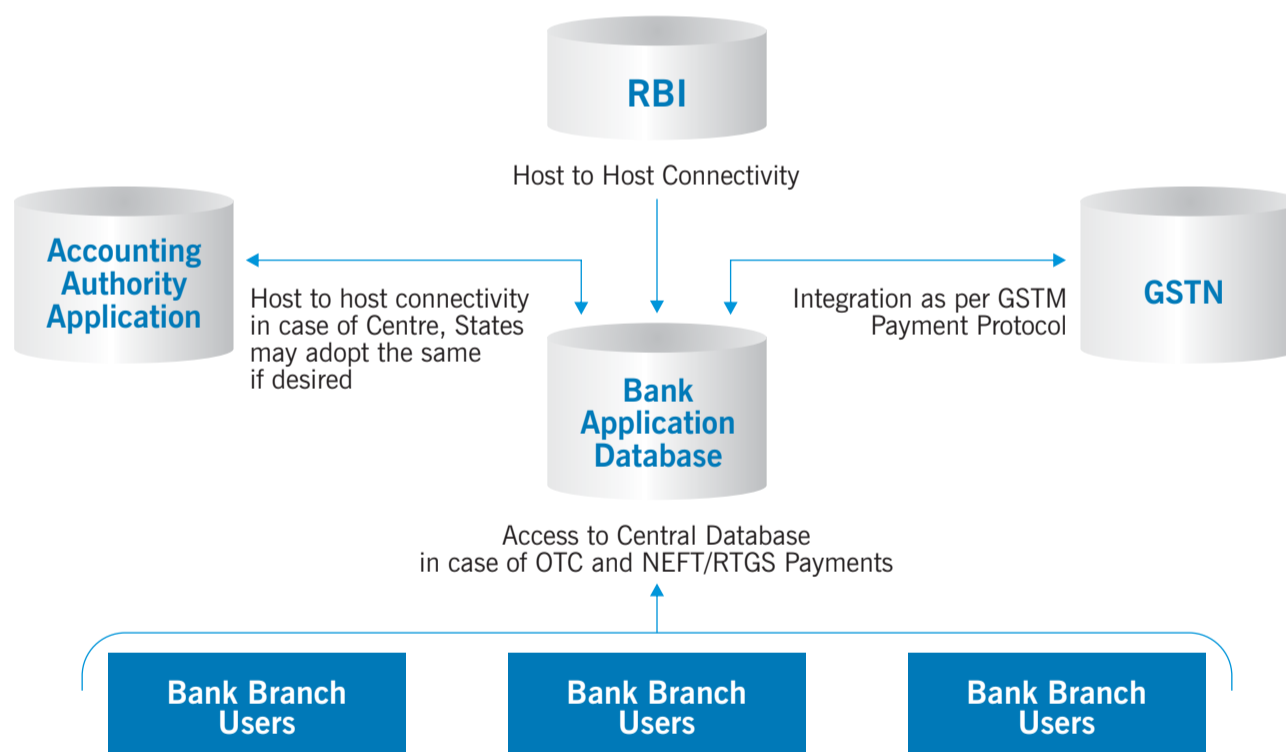 RBI
Host to Host Connectivity
Accounting
Authority
Application
Host to host connectivity
in case of Centre, States
may adopt the same
if desired
Integration as per GSTM
Payment Protocol
GSTN
Bank
Application
Database
Access to Central Database
in case of OTC and NEFT/RTGS Payments
Bank Branch
Users
Bank Branch
Users
Bank Branch
Users